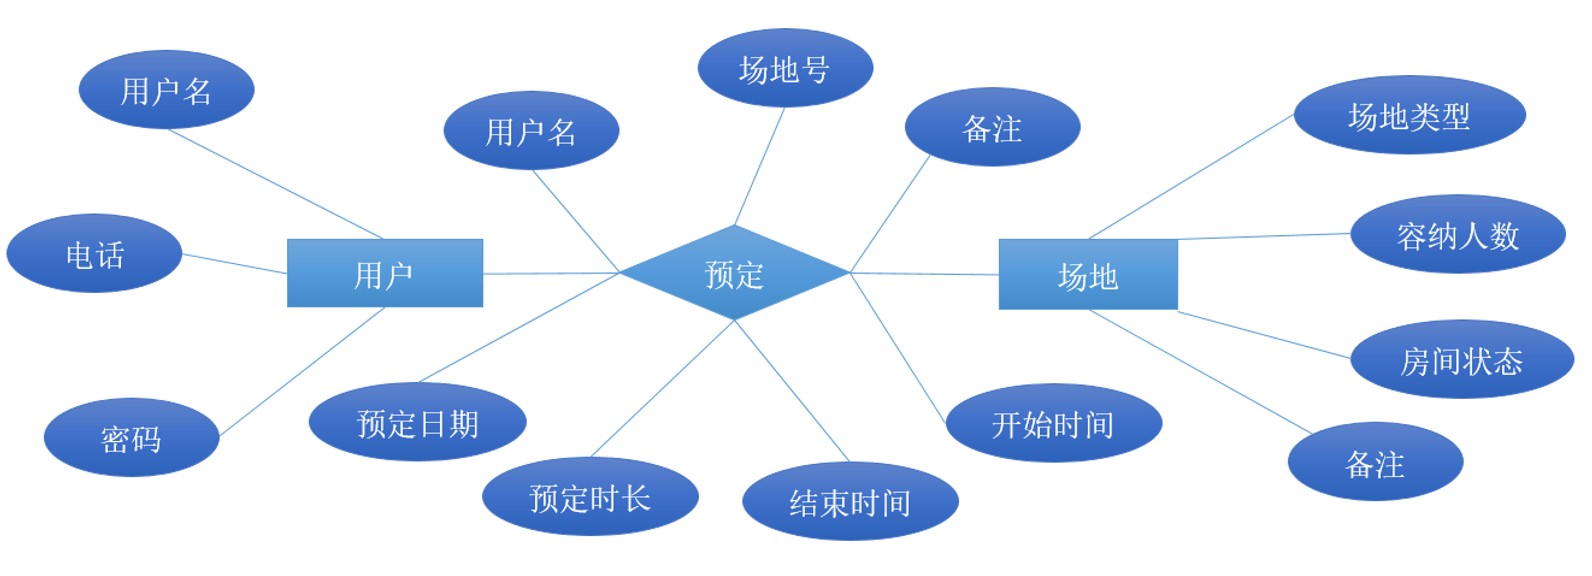 场地号
用户名
用户名
备注
场地类型
电话
用户
预定
场地
容纳人数
房间状态
密码
预定日期
预定时长
结束时间
开始时间
备注